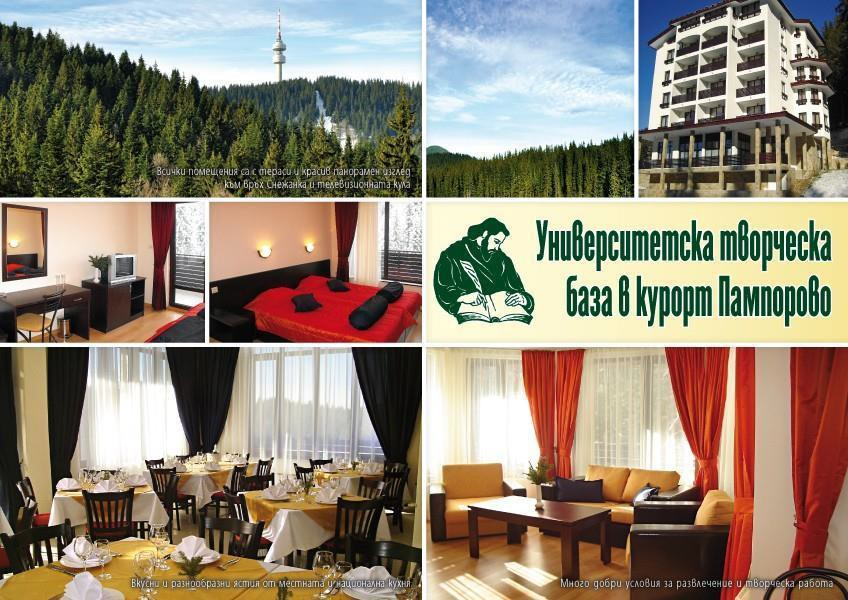 Всички помещения са с тераси и красив панорамен изглед
към връх Снежанка и телевизионната кула
Университетска творческа
база в курорт Пампорово
Вкусни и разнообразни ястия от местната и национална кухня
Много добри условия за развлечение и творческа работа